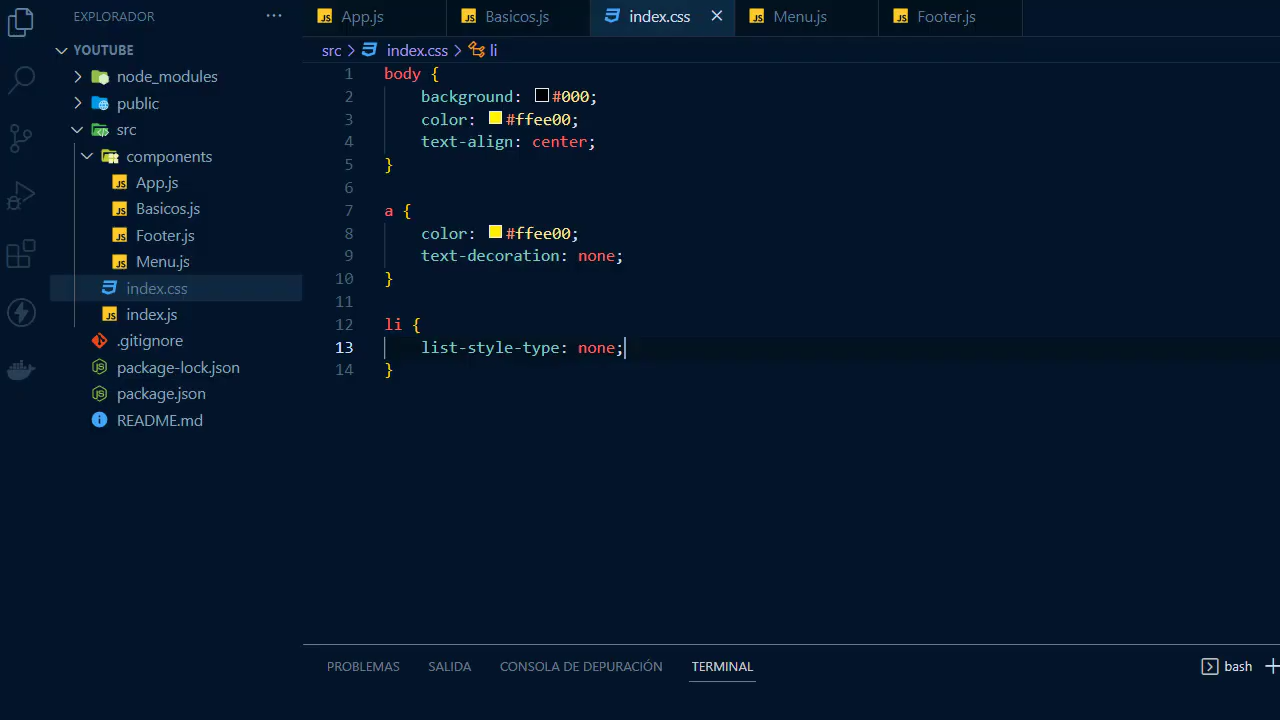 EXPLORADOR
YOUTUBE
node_modules
public
src
components
App.js
Basicos.js
Footer.js
Menu.js
index.css
index.js
.gitignore
package-lock.json
package.json
README.md
App.js Basicos.js index.css Menu.js Footer.js
src index.css li
1 body {
2 background: #000;
3 color: #ffee00;
4 text-align: center;
5 }
6
7 a {
8 color: #ffee00;
9 text-decoration: none;
10 }
11
12 li {
13 list-style-type: none;
14 }
PROBLEMAS SALIDA CONSOLA DE DEPURACIÓN TERMINAL bash